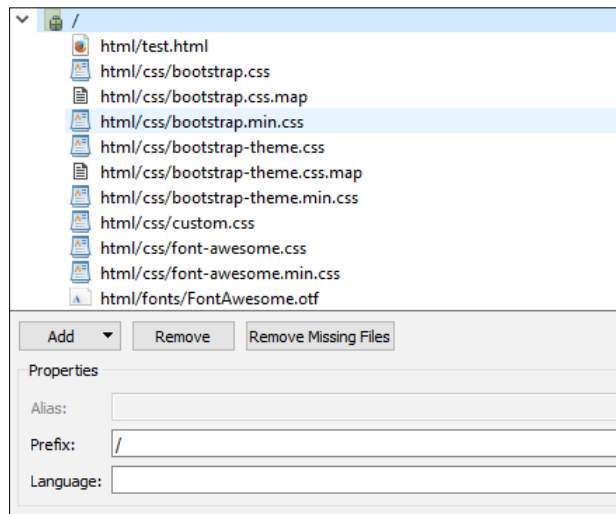 /
html/test.html
html/css/bootstrap.css
html/css/bootstrap.css.map
html/css/bootstrap.min.css
html/css/bootstrap-theme.css
html/css/bootstrap-theme.css.map
html/css/bootstrap-theme.min.css
html/css/custom.css
html/css/font-awesome.css
html/css/font-awesome.min.css
html/fonts/FontAwesome.otf
Add Remove Remove Missing Files
Properties
Alias:
Prefix: /
Language: